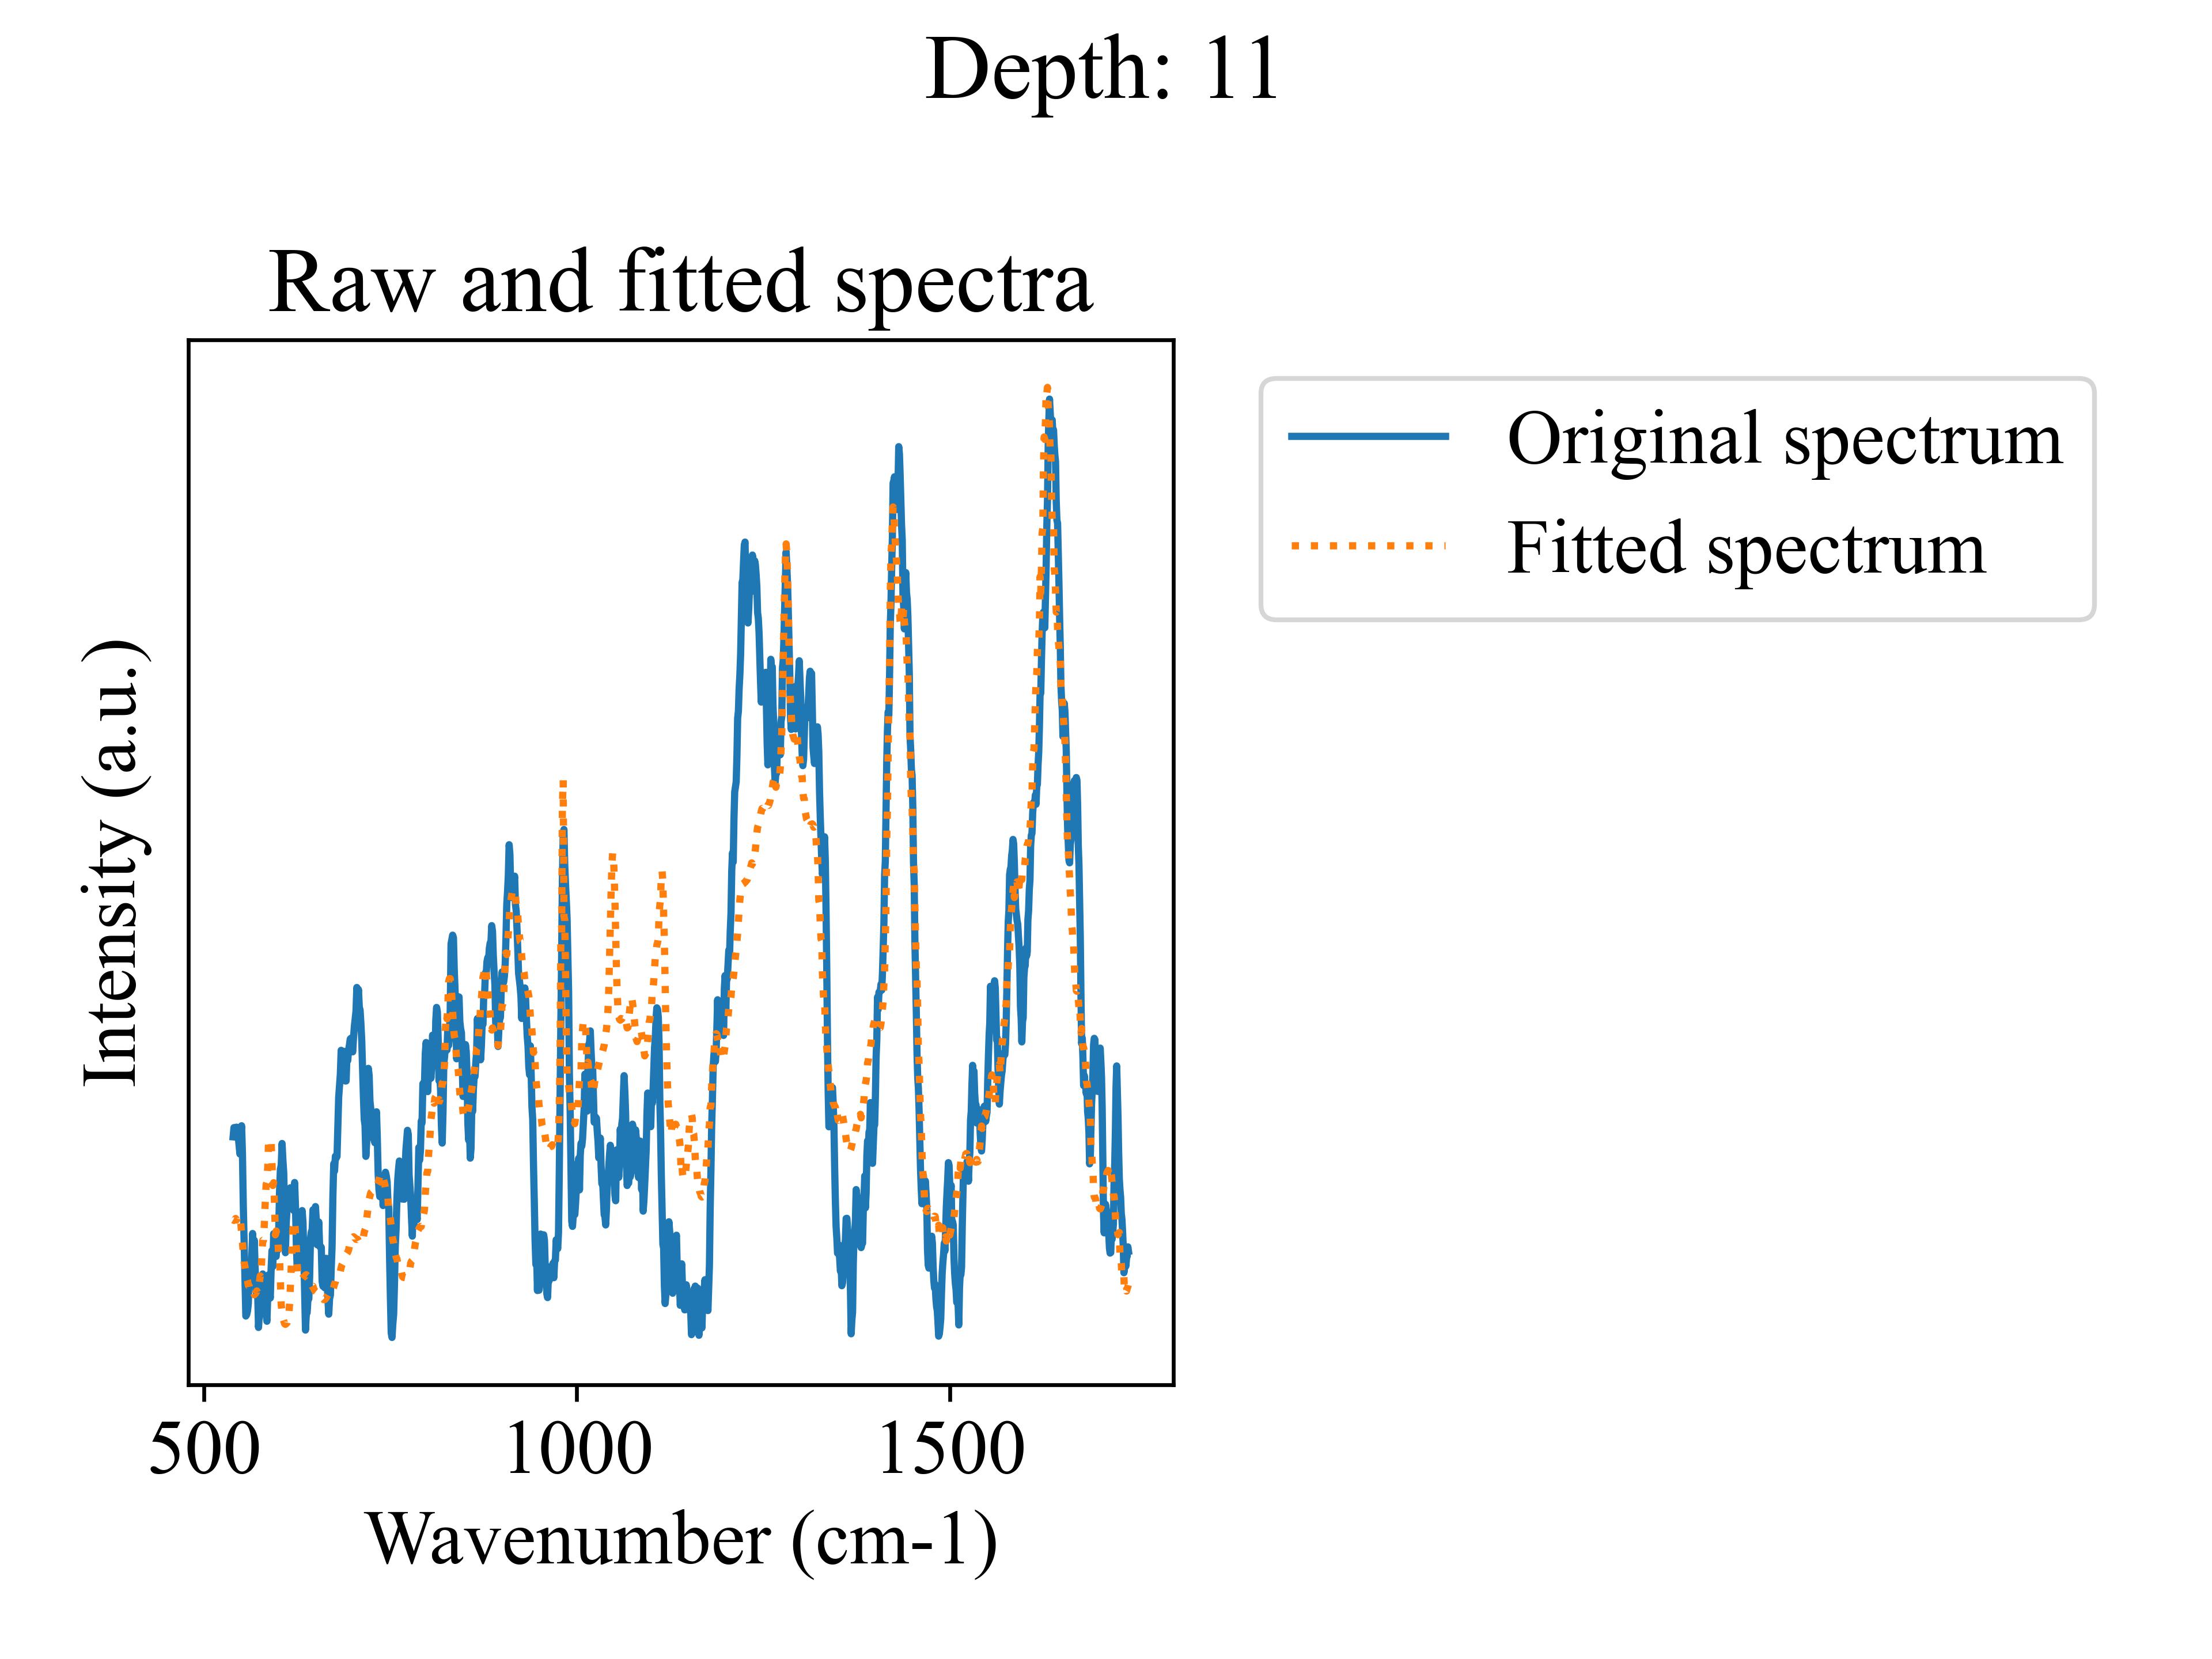 Depth: 11
Raw and fitted spectra
Original spectrum
Fitted spectrum
Intensity (a.u.)
500 1000 1500
Wavenumber (cm-1)